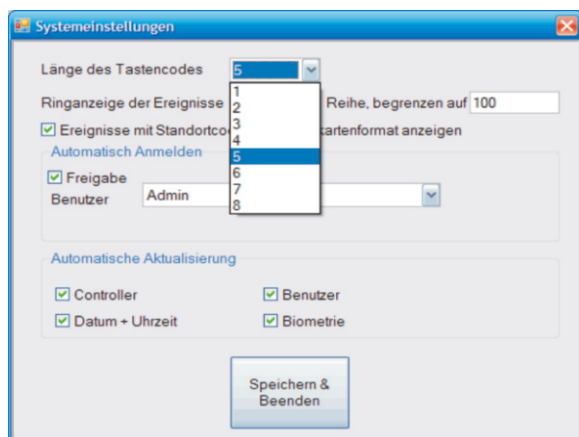 Systemeinstellungen
Länge des Tastencodes 5
1
2
3
4
5
6
7
8
Ringanzeige der Ereignisse Reihe, begrenzen auf 100
Ereignisse mit Standortco kartenformat anzeigen
Automatisch Anmelden
Freigabe
Benutzer Admin
Automatische Aktualisierung
Controller Benutzer
Datum + Uhrzeit Biometrie
Speichern &
Beenden